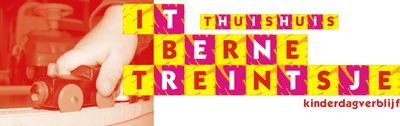 IT THUISHUIS
BERNE
TREINTSJE
kinderdagverblijf